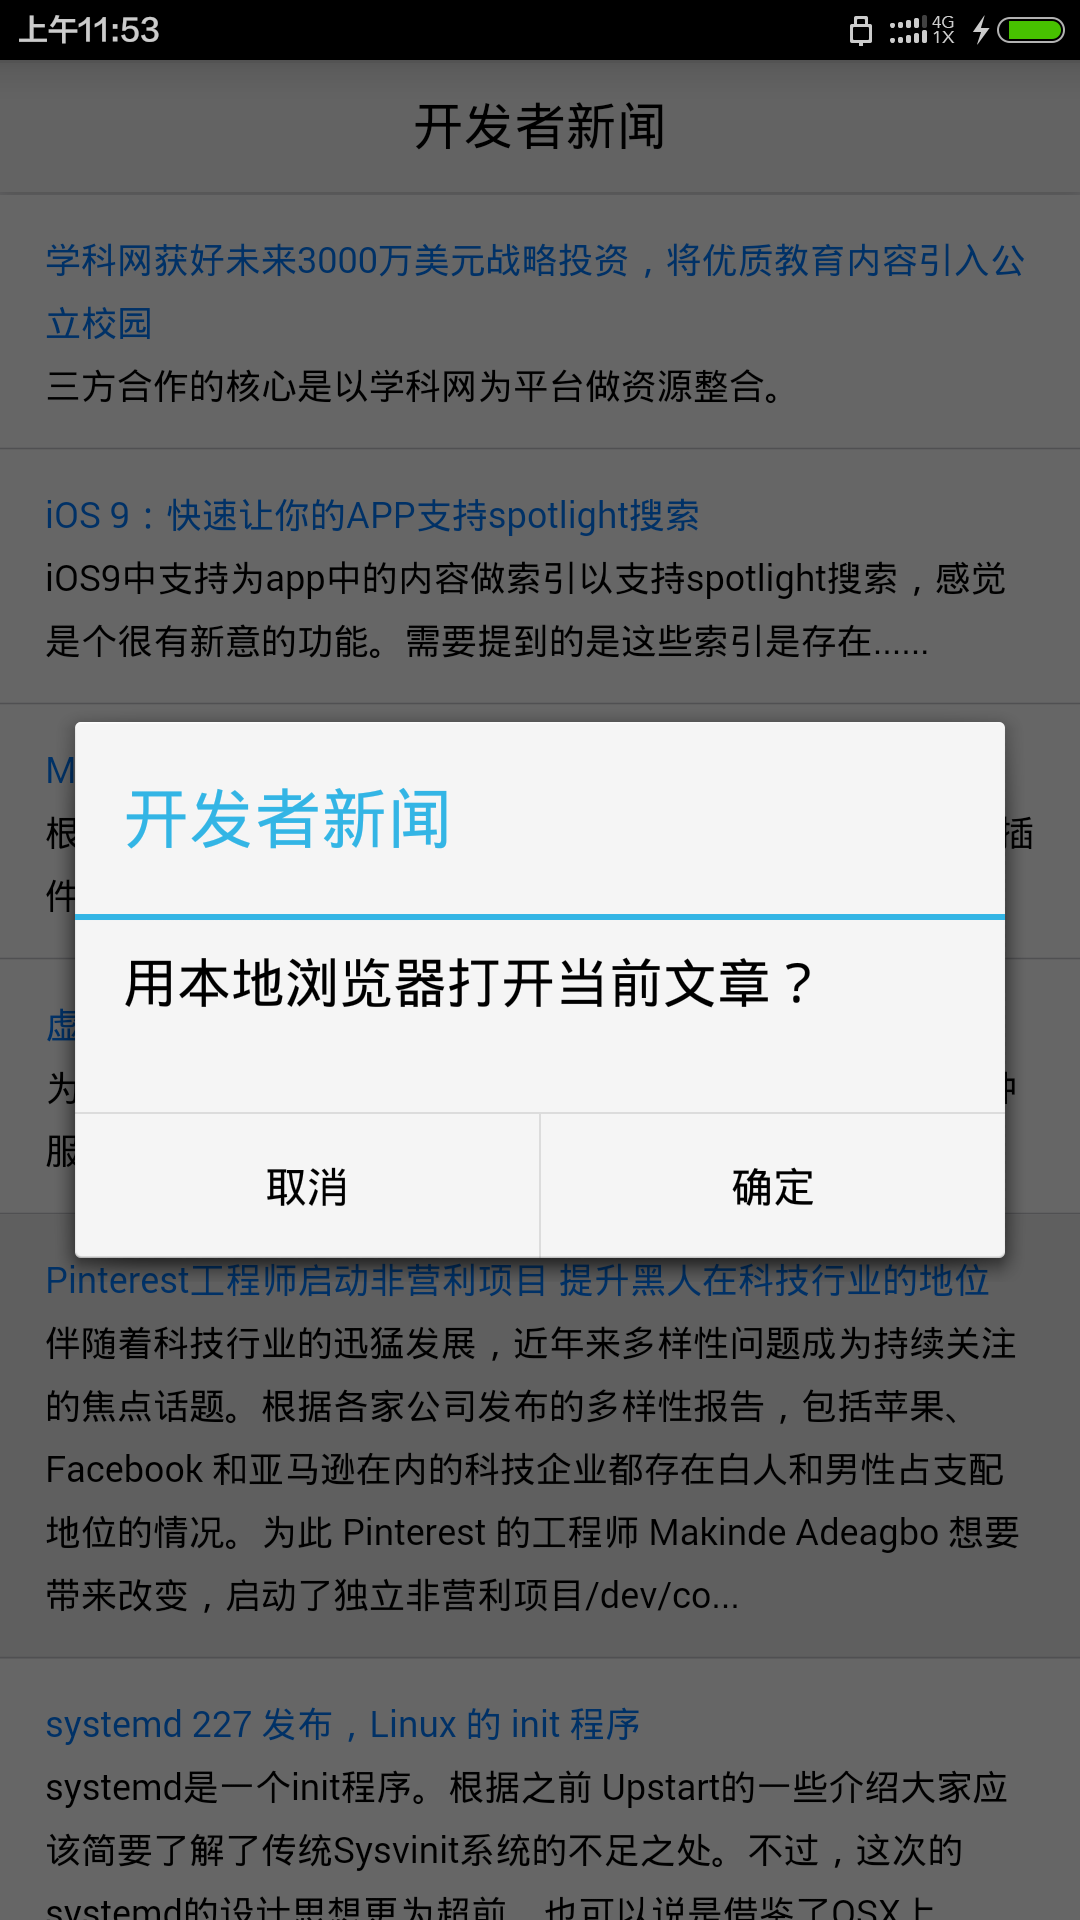 上午11:53
4G
1X
开发者新闻
学科网获好未来3000万美元战略投资，将优质教育内容引入公
立校园
三方合作的核心是以学科网为平台做资源整合。
iOS 9：快速让你的APP支持spotlight搜索
iOS9中支持为app中的内容做索引以支持spotlight搜索，感觉
是个很有新意的功能。需要提到的是这些索引是存在......
M
根
插
件
开发者新闻
用本地浏览器打开当前文章？
虚
为
服
取消
确定
Pinterest工程师启动非营利项目 提升黑人在科技行业的地位
伴随着科技行业的迅猛发展，近年来多样性问题成为持续关注
的焦点话题。根据各家公司发布的多样性报告，包括苹果、
Facebook 和亚马逊在内的科技企业都存在白人和男性占支配
地位的情况。为此 Pinterest 的工程师 Makinde Adeagbo 想要
带来改变，启动了独立非营利项目/dev/co...
systemd 227 发布，Linux 的 init 程序
systemd是一个init程序。根据之前 Upstart的一些介绍大家应
该简要了解了传统Sysvinit系统的不足之处。不过，这次的
systemd的设计思想更为超前，也可以说是借鉴了OSX上